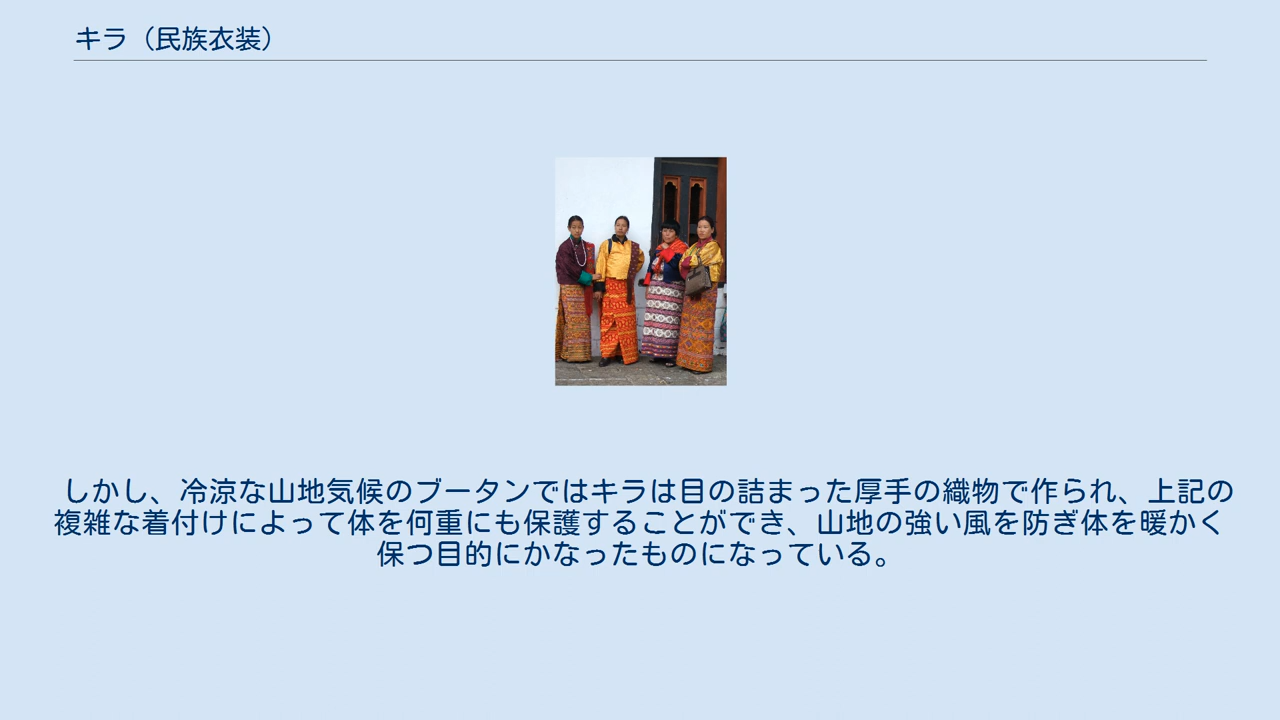 キラ（民族衣装）
しかし、冷涼な山地気候のブータンではキラは目の詰まった厚手の織物で作られ、上記の
複雑な着付けによって体を何重にも保護することができ、山地の強い風を防ぎ体を暖かく
保つ目的にかなったものになっている。